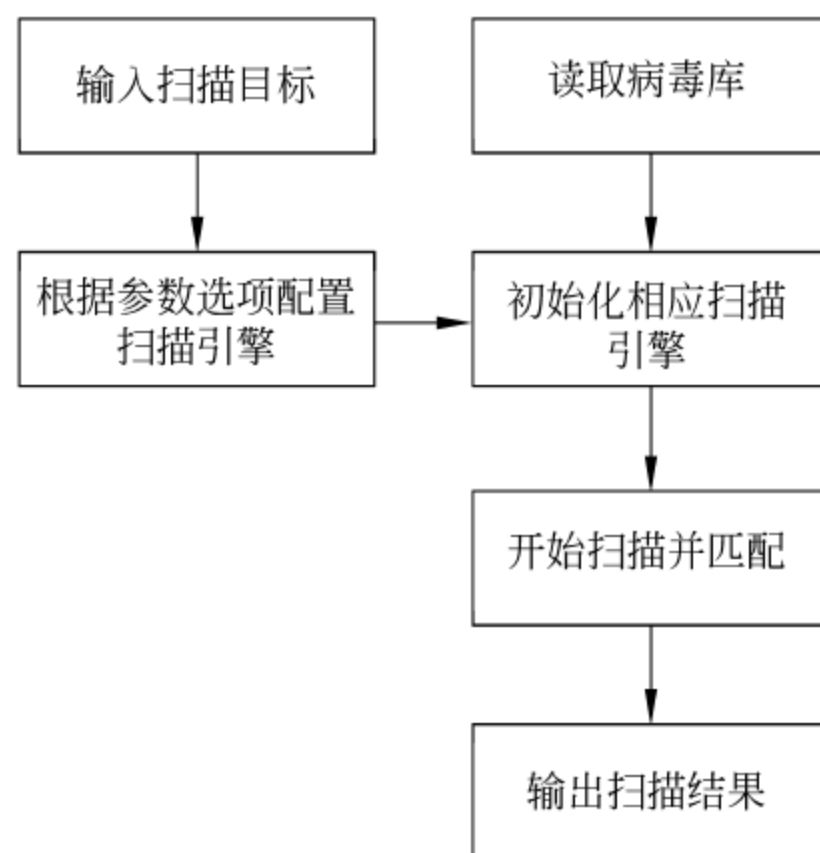 输入扫描目标
读取病毒库
根据参数选项配置
扫描引擎
初始化相应扫描
引擎
开始扫描并匹配
输出扫描结果